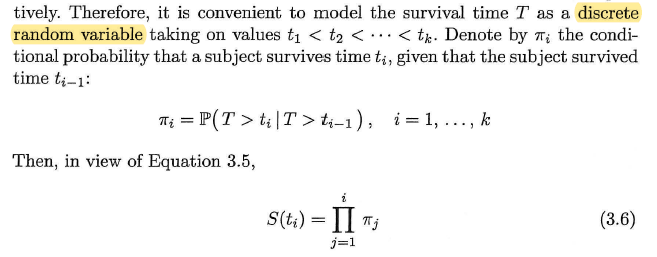 tively. Therefore, it is convenient to model the survival time T as a discrete
random variable taking on values t₁ < t₂ < ··· < tₖ. Denote by πᵢ the condi-
tional probability that a subject survives time tᵢ, given that the subject survived
time tᵢ₋₁:
πᵢ = ℙ(T > tᵢ | T > tᵢ₋₁),   i = 1, ..., k
Then, in view of Equation 3.5,
S(tᵢ) = ∏ⱼ₌₁ⁱ πⱼ (3.6)